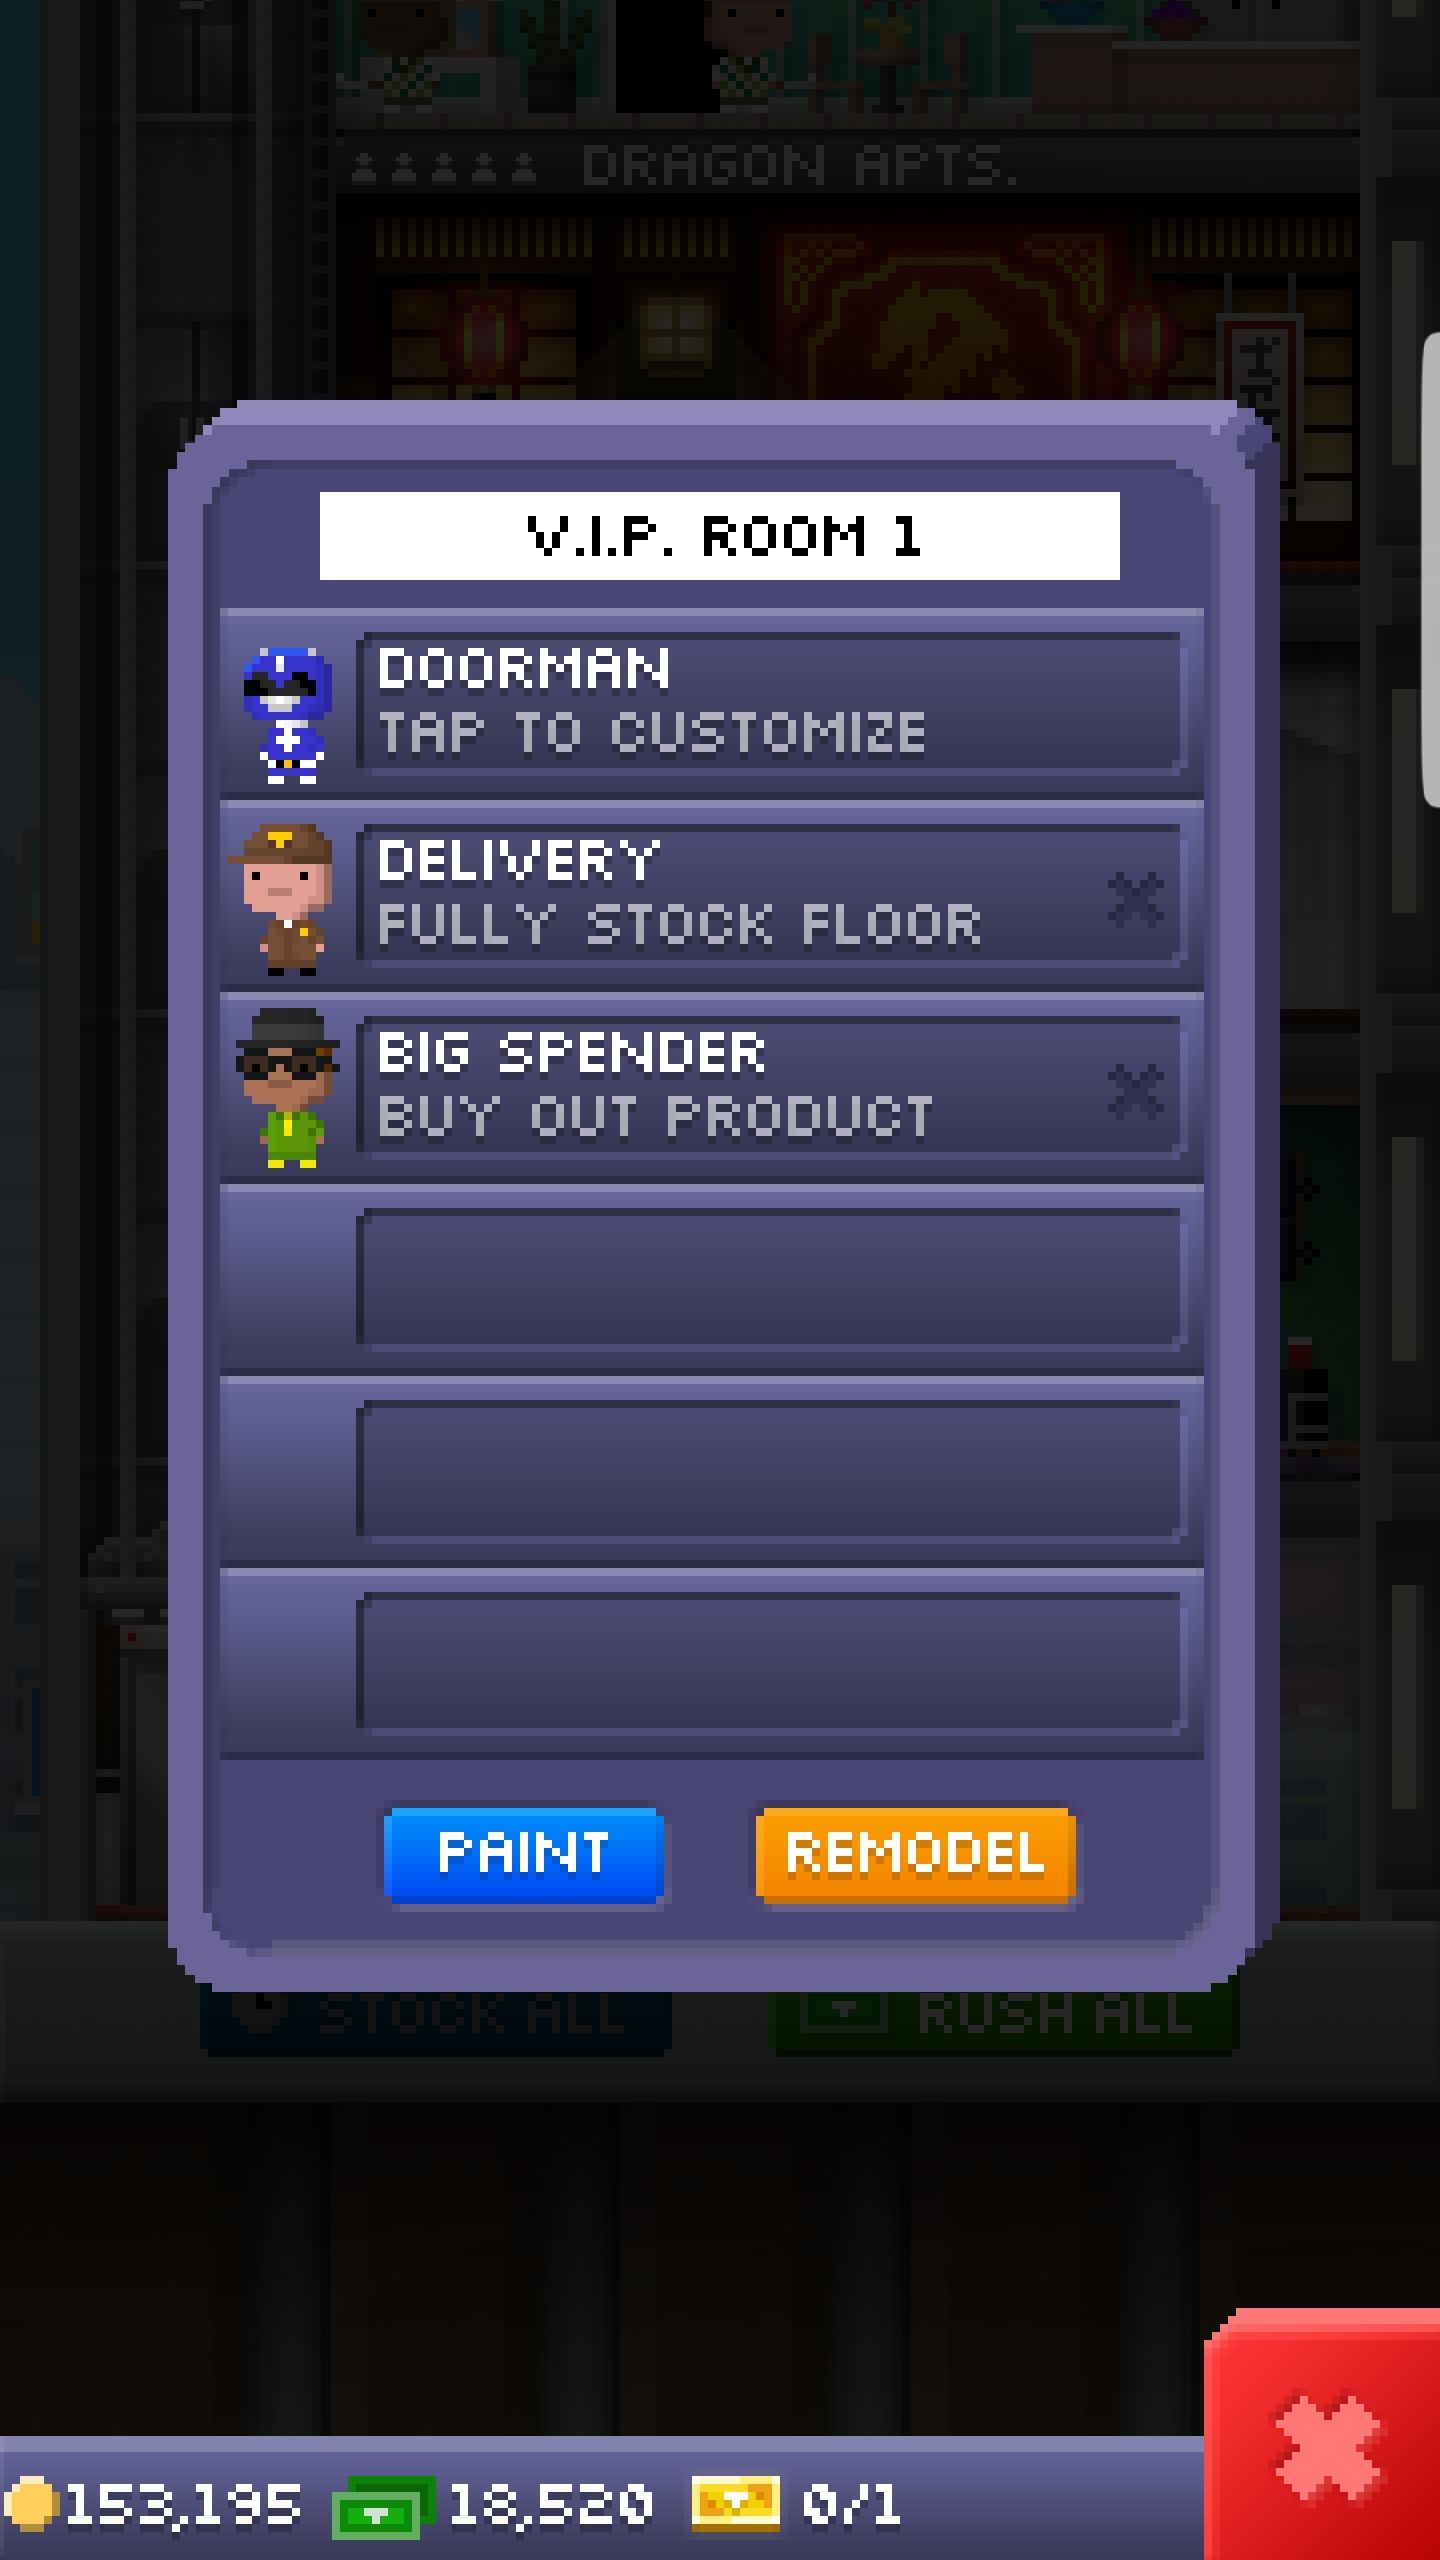 DRAGON APTS.
V.I.P. ROOM 1
DOORMAN
TAP TO CUSTOMIZE
DELIVERY
FULLY STOCK FLOOR
BIG SPENDER
BUY OUT PRODUCT
PAINT
REMODEL
STOCK ALL
RUSH ALL
153,195
18,520
0/1